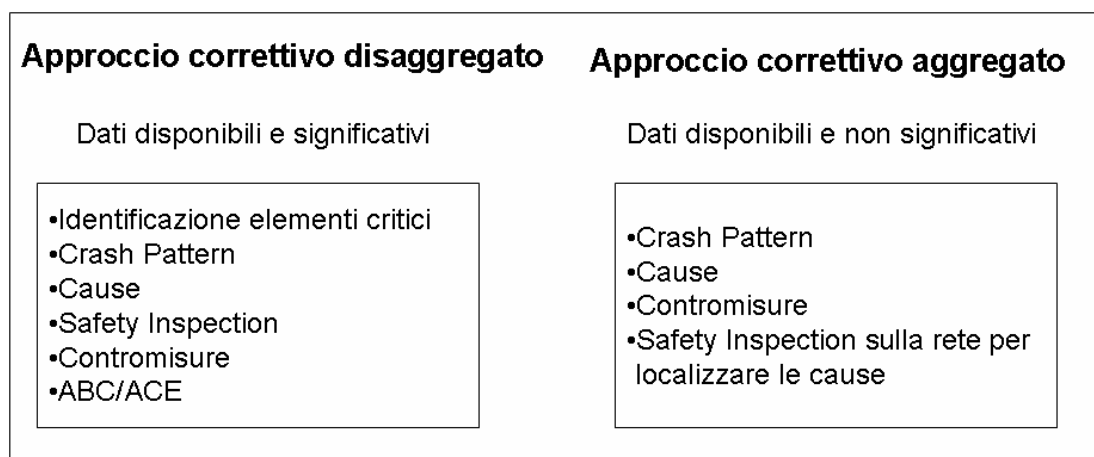 Approccio correttivo disaggregato
Dati disponibili e significativi
•Identificazione elementi critici
•Crash Pattern
•Cause
•Safety Inspection
•Contromisure
•ABC/ACE
Approccio correttivo aggregato
Dati disponibili e non significativi
•Crash Pattern
•Cause
•Contromisure
•Safety Inspection sulla rete per
localizzare le cause